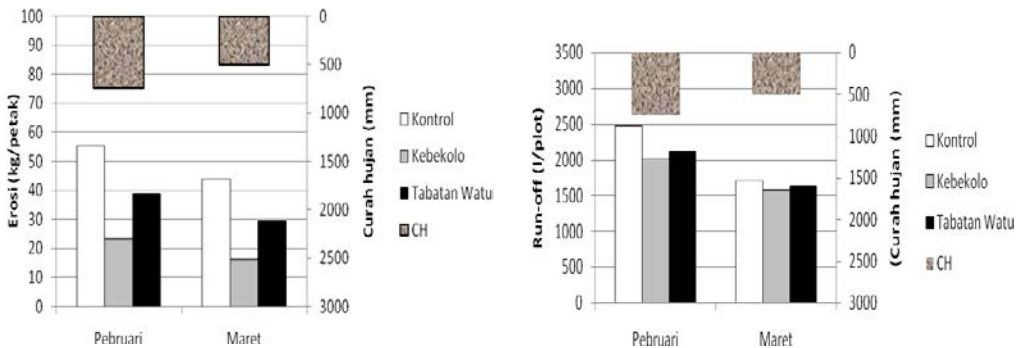 Erosi (kg/petak)
100
90
80
70
60
50
40
30
20
10
0
0
500
1000
1500
2000
2500
3000
Curah hujan (mm)
Pebruari
Maret
Kontrol
Kebekolo
Tabatan Watu
CH
Run-off (l/plot)
3500
3000
2500
2000
1500
1000
500
0
0
500
1000
1500
2000
2500
3000
(Curah hujan (mm)
Pebruari
Maret
Kontrol
Kebekolo
Tabatan Watu
CH